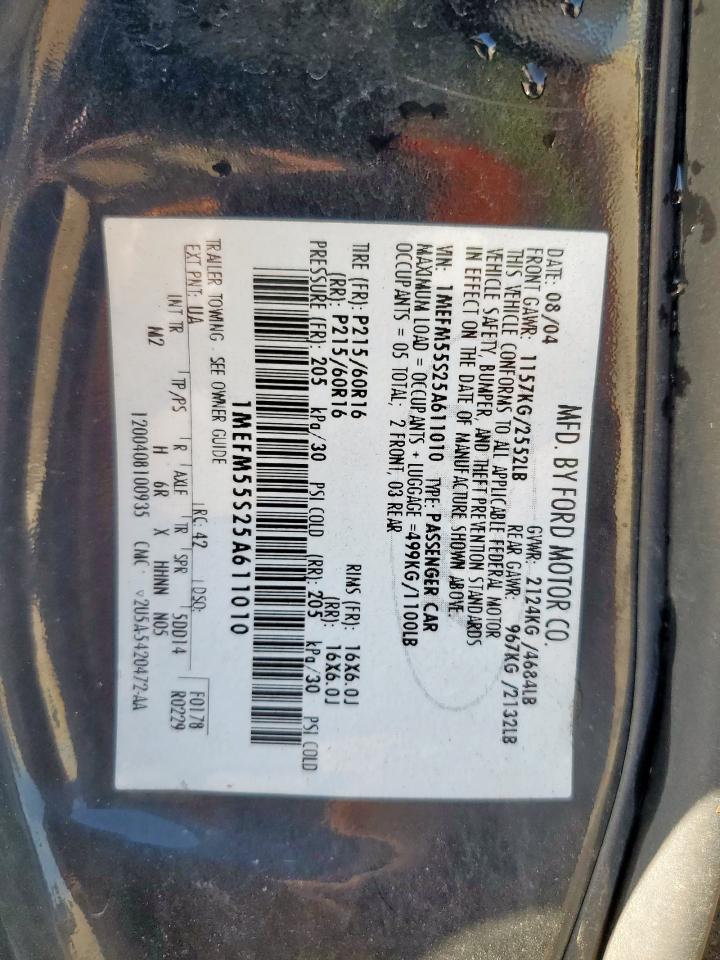 MFD. BY FORD MOTOR CO.
DATE: 08/04 GVWR: 2124KG /4684LB
FRONT GAWR: 1157KG/2552LB REAR GAWR: 967KG /2132LB
THIS VEHICLE CONFORMS TO ALL APPLICABLE FEDERAL MOTOR
VEHICLE SAFETY, BUMPER, AND THEFT PREVENTION STANDARDS
IN EFFECT ON THE DATE OF MANUFACTURE SHOWN ABOVE.
VIN: 1MEFM55S25A611010 TYPE: PASSENGER CAR
MAXIMUM LOAD = OCCUPANTS + LUGGAGE =499KG/1100LB
OCCUPANTS = 05 TOTAL; 2 FRONT, 03 REAR
TIRE (FR): P215/60R16 RIMS (FR): 16X6.0J
(RR): P215/60R16 (RR): 16X6.0J
PRESSURE (FR): 205 kPa/30 PSI COLD (RR): 205 kPa/30 PSI COLD
1MEFM55S25A611010
TRAILER TOWING - SEE OWNER GUIDE
EXT PNT: UA RC: 42 DSO: F0178
INT TR TP/PS R AXLE TR SPR 5DD14 R0229
M2 H 6R X HHNN N05
1200408100935 CMC ▿2U5A-5420472-AA